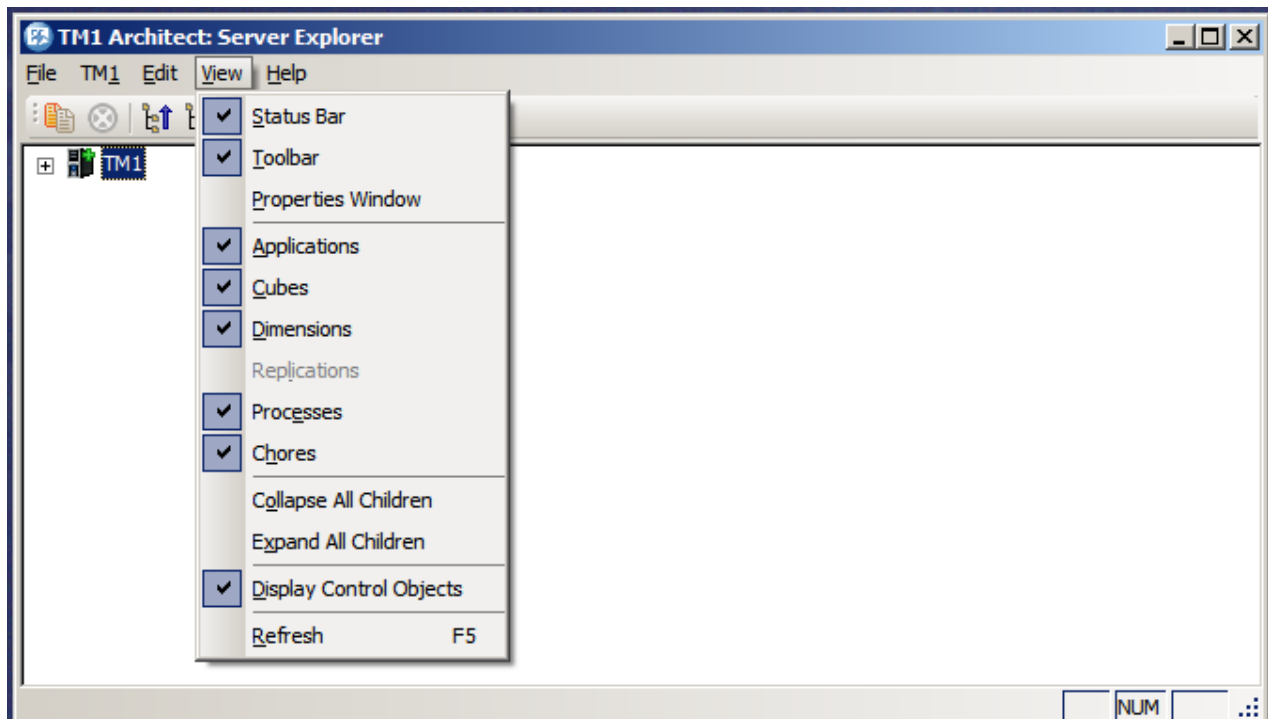 TM1 Architect: Server Explorer
File TM1 Edit View Help
Status Bar
Toolbar
TM1
Properties Window
Applications
Cubes
Dimensions
Replications
Processes
Chores
Collapse All Children
Expand All Children
Display Control Objects
Refresh F5
NUM